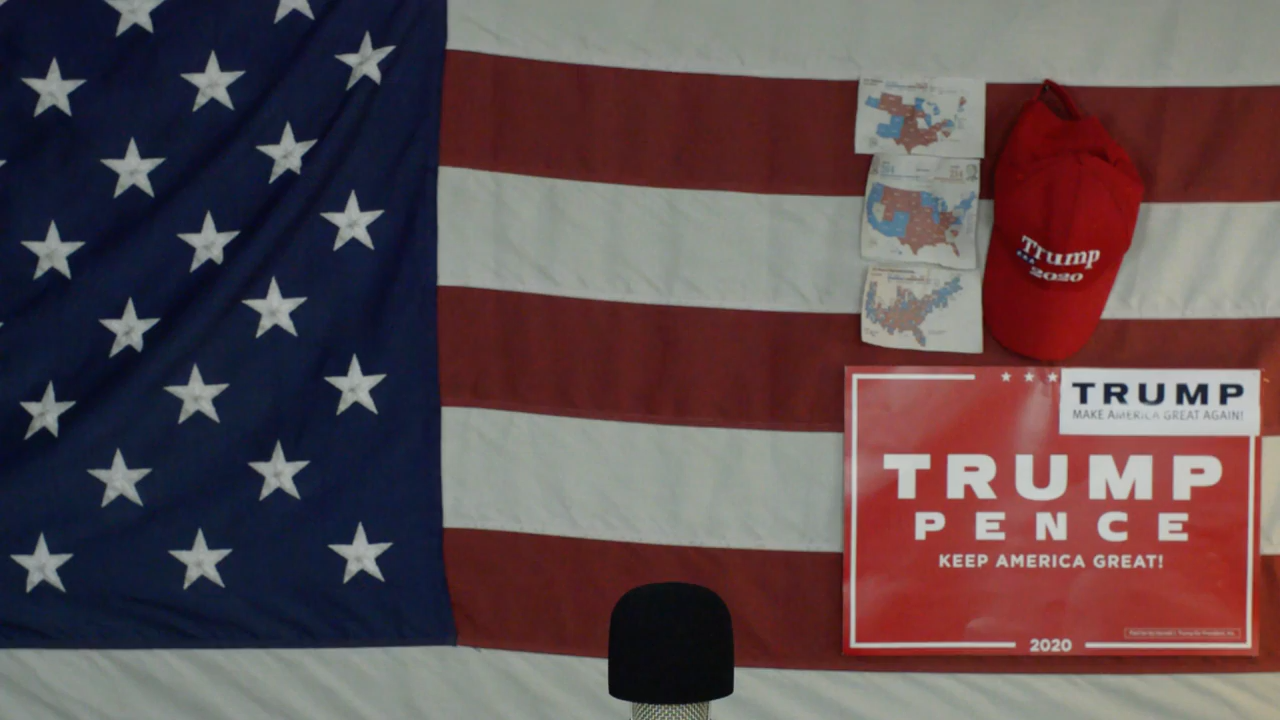 Trump
2020
TRUMP
MAKE AMERICA GREAT AGAIN!
TRUMP
PENCE
KEEP AMERICA GREAT!
2020